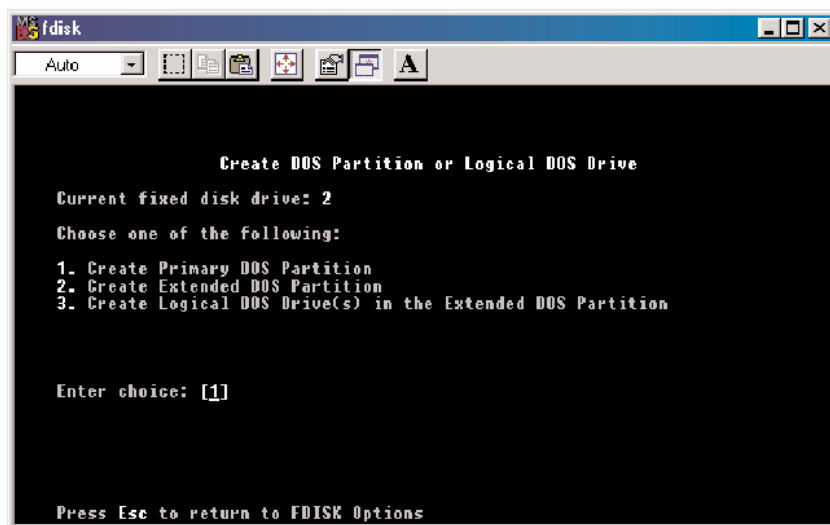 MS DOS fdisk
Auto
A
Create DOS Partition or Logical DOS Drive
Current fixed disk drive: 2
Choose one of the following:
1. Create Primary DOS Partition
2. Create Extended DOS Partition
3. Create Logical DOS Drive(s) in the Extended DOS Partition
Enter choice: [1]
Press Esc to return to FDISK Options